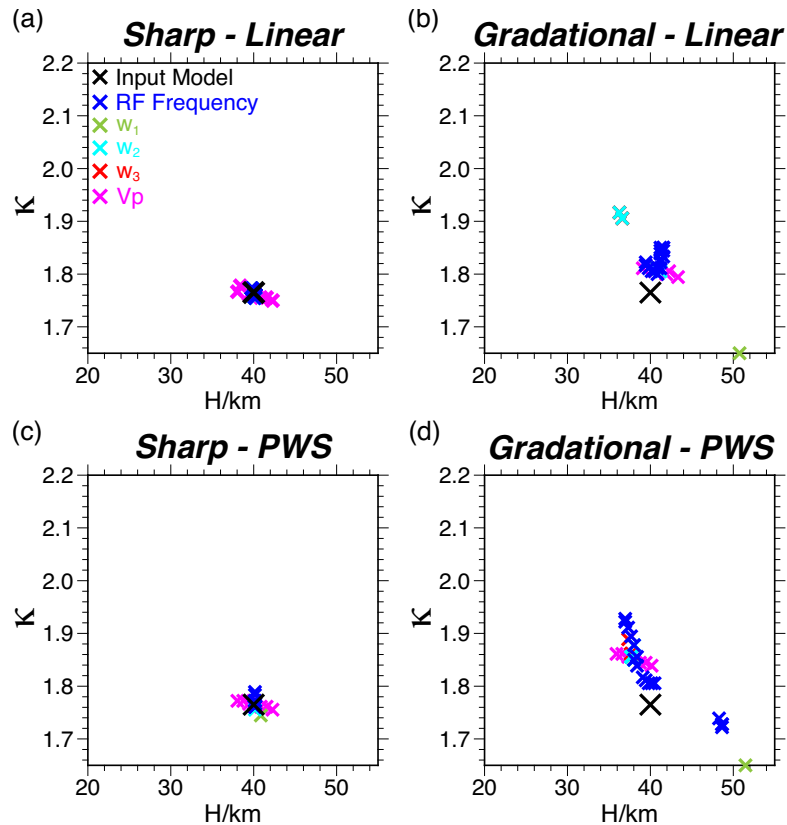 (a)
Sharp - Linear
2.2
2.1
2.0
1.9
1.8
1.7
κ
Input Model
RF Frequency
w1
w2
w3
Vp
20 30 40 50
H/km
(b)
Gradational - Linear
2.2
2.1
2.0
1.9
1.8
1.7
κ
20 30 40 50
H/km
(c)
Sharp - PWS
2.2
2.1
2.0
1.9
1.8
1.7
κ
20 30 40 50
H/km
(d)
Gradational - PWS
2.2
2.1
2.0
1.9
1.8
1.7
κ
20 30 40 50
H/km